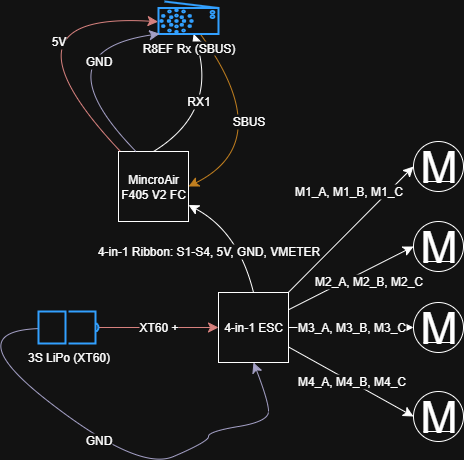 5V
R8EF Rx (SBUS)
GND
RX1
SBUS
MincroAir
F405 V2 FC
M
M1_A, M1_B, M1_C
4-in-1 Ribbon: S1-S4, 5V, GND, VMETER
M
M2_A, M2_B, M2_C
3S LiPo (XT60)
XT60 +
4-in-1 ESC
M3_A, M3_B, M3_C
M
M4_A, M4_B, M4_C
M
GND